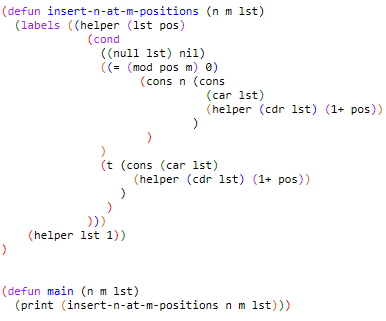 (defun insert-n-at-m-positions (n m lst)
  (labels ((helper (lst pos)
             (cond
               ((null lst) nil)
               ((= (mod pos m) 0)
                     (cons n (cons
                               (car lst)
                               (helper (cdr lst) (1+ pos))
                             )
                      )
               )
               (t (cons (car lst)
                    (helper (cdr lst) (1+ pos))
                  )
                )
             )))
    (helper lst 1))
)
(defun main (n m lst)
  (print (insert-n-at-m-positions n m lst)))